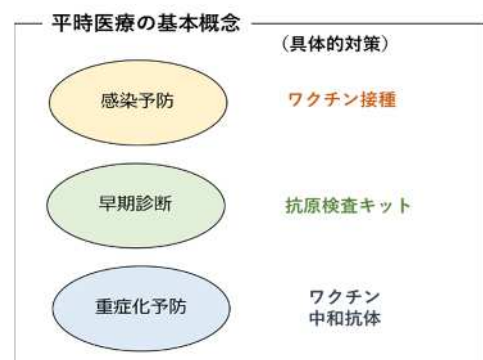 平時医療の基本概念
（具体的対策）
感染予防
ワクチン接種
早期診断
抗原検査キット
重症化予防
ワクチン
中和抗体